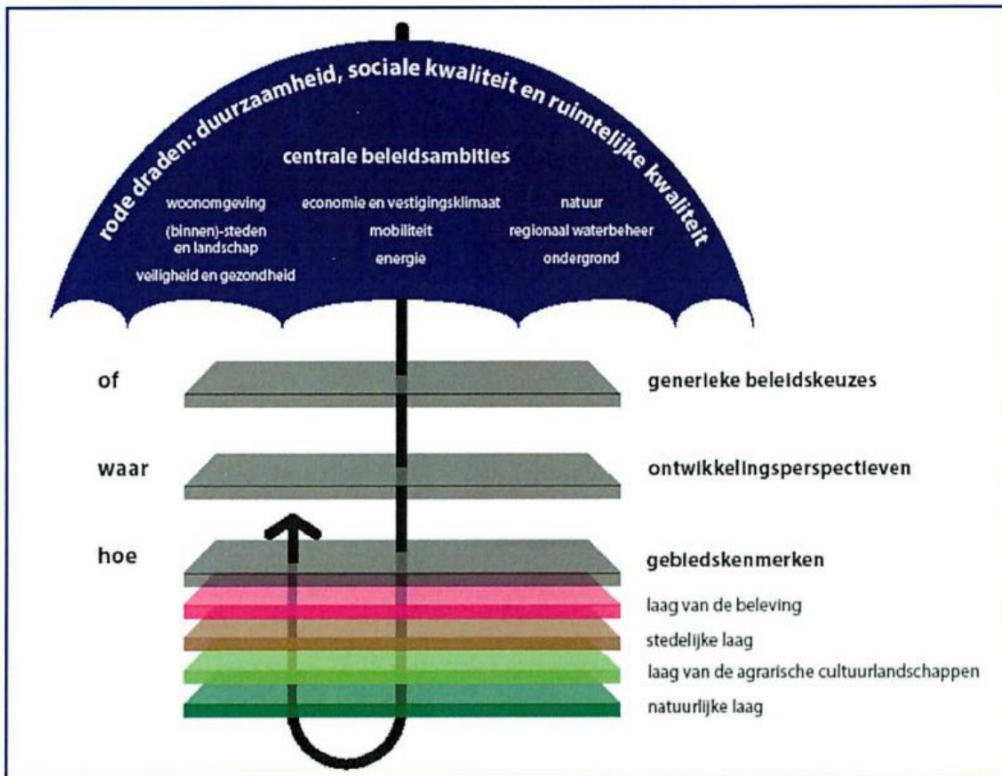 rode draden: duurzaamheid, sociale kwaliteit en ruimtelijke kwaliteit
centrale beleidsambities
woonomgeving
(binnen)-steden
en landschap
veiligheid en gezondheid
economie en vestigingsklimaat
mobiliteit
energie
natuur
regionaal waterbeheer
ondergrond
of
generieke beleidskeuzes
waar
ontwikkelingsperspectieven
hoe
gebiedskenmerken
laag van de beleving
stedelijke laag
laag van de agrarische cultuurlandschappen
natuurlijke laag